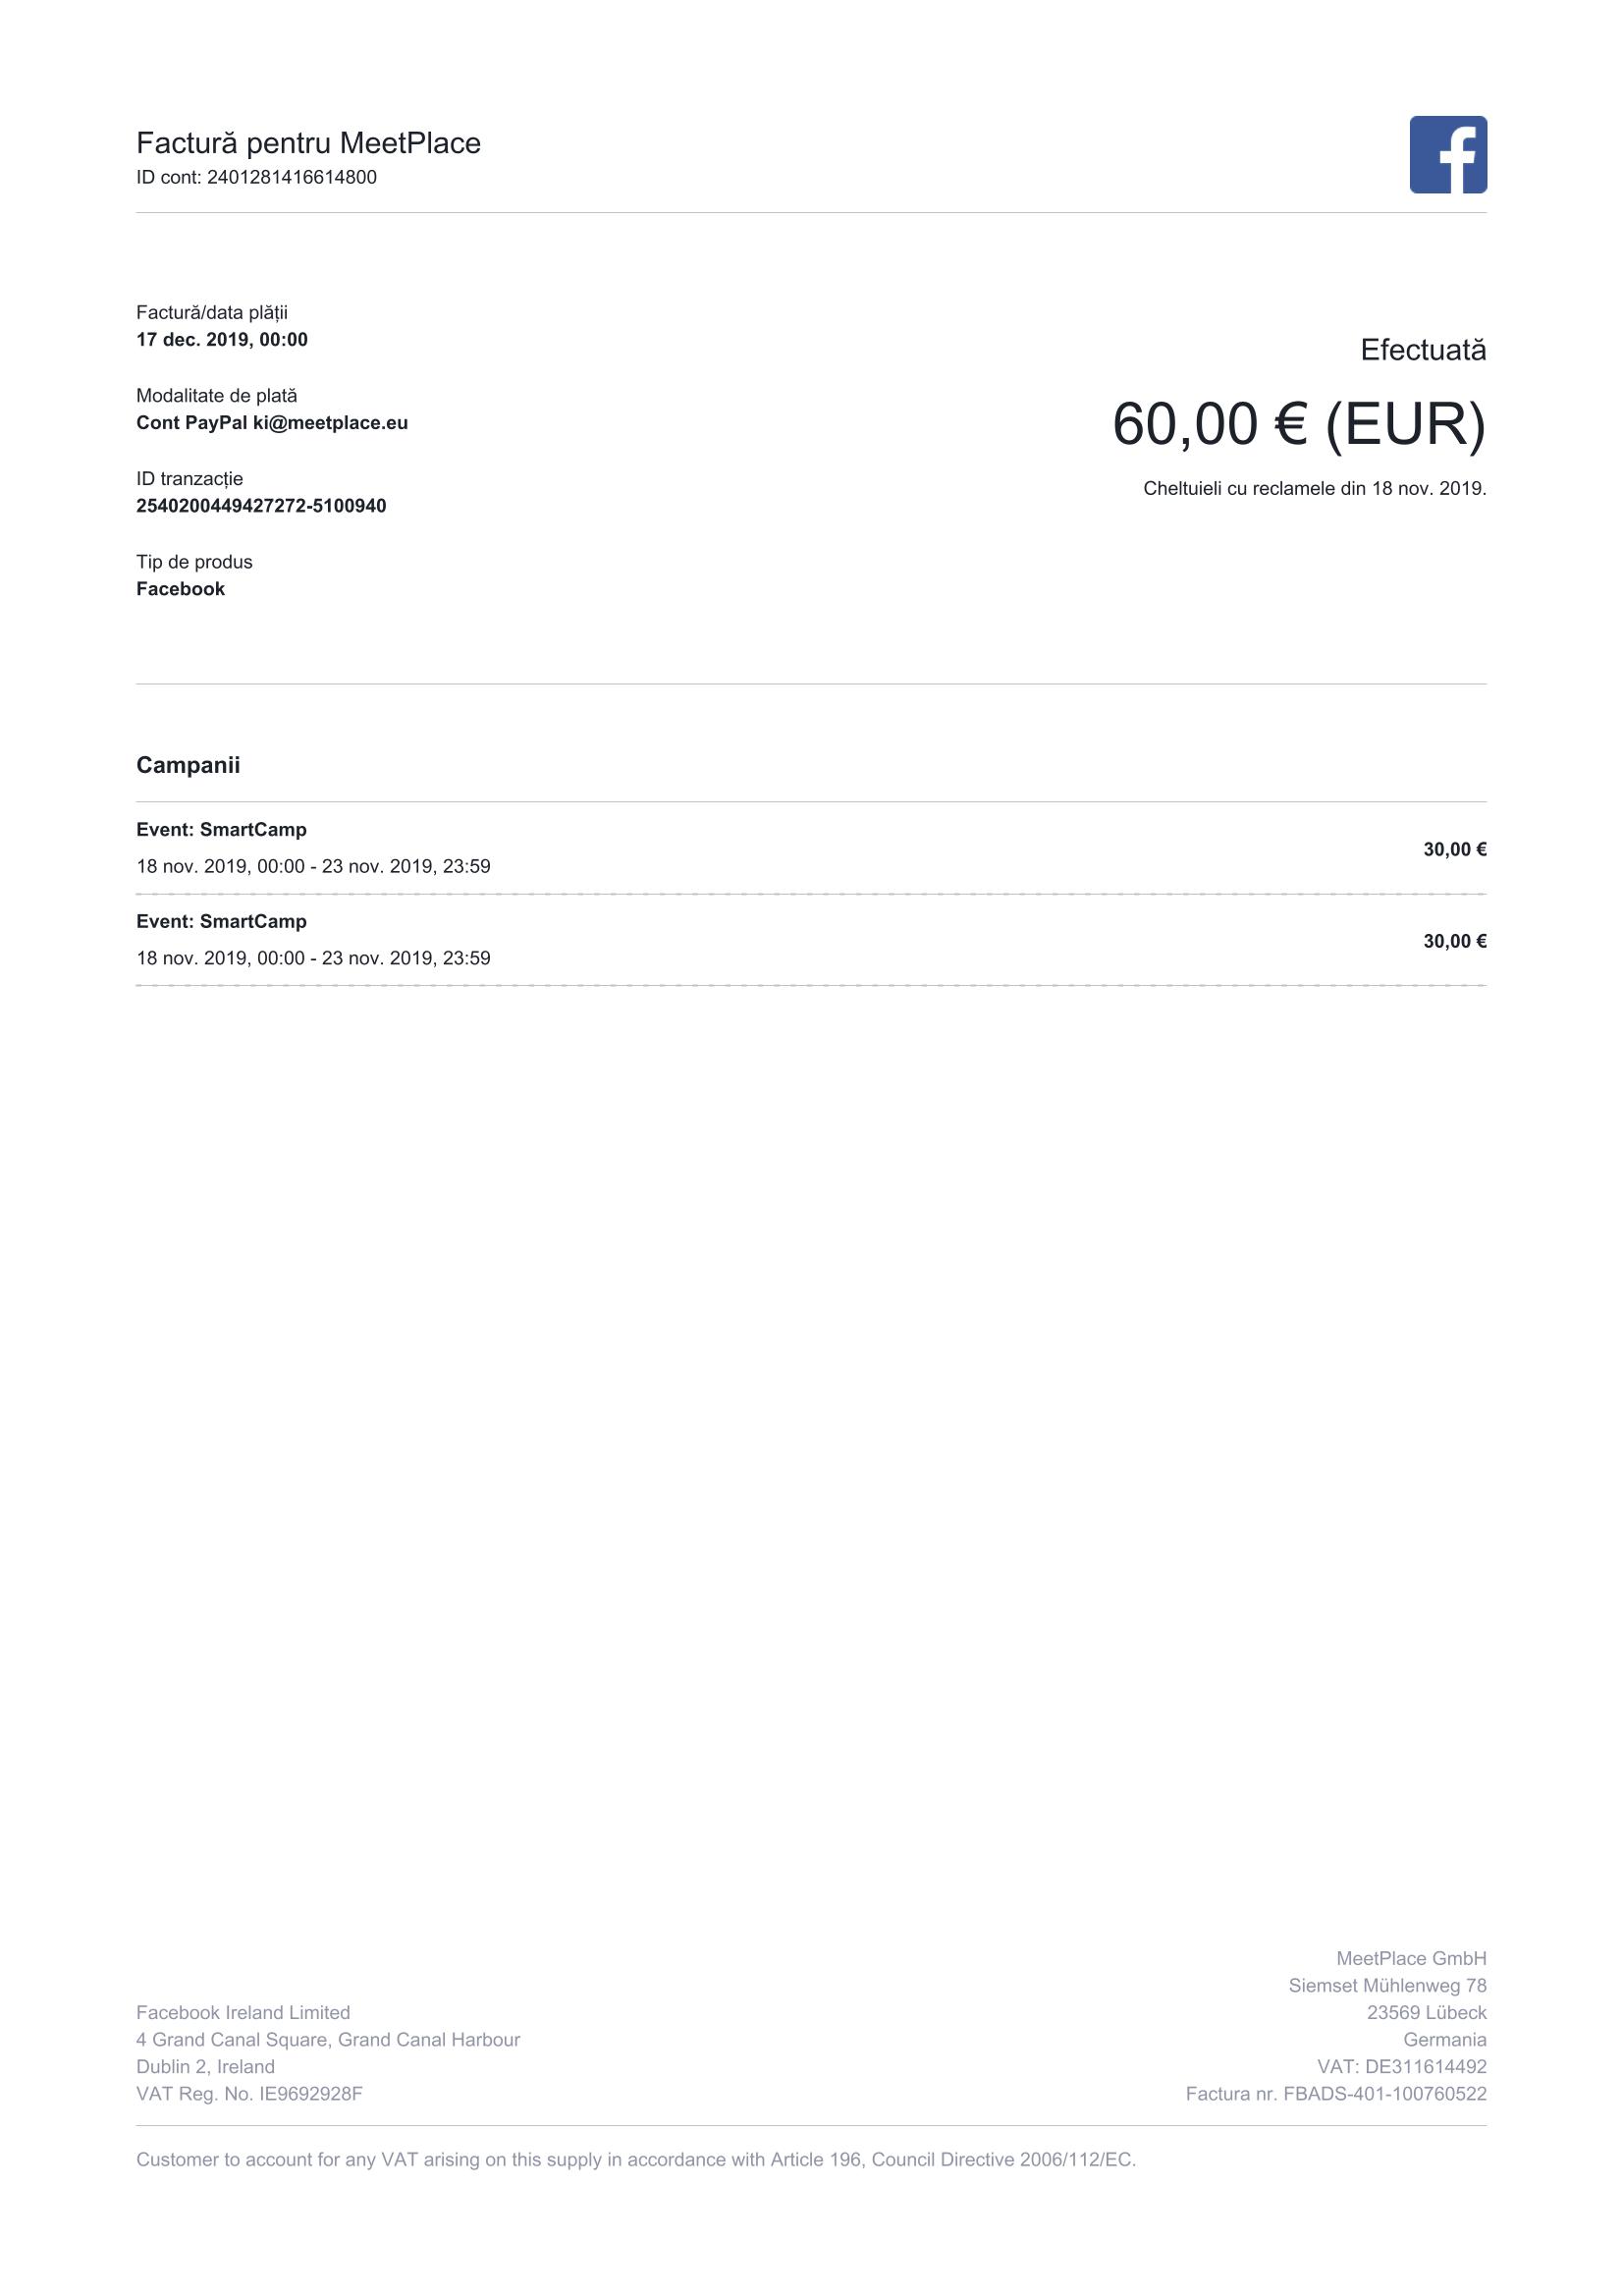 Factură pentru MeetPlace
ID cont: 2401281416614800
Factură/data plății
17 dec. 2019, 00:00
Modalitate de plată
Cont PayPal ki@meetplace.eu
ID tranzacție
2540200449427272-5100940
Tip de produs
Facebook
Efectuată
60,00 € (EUR)
Cheltuieli cu reclamele din 18 nov. 2019.
Campanii
Event: SmartCamp
18 nov. 2019, 00:00 - 23 nov. 2019, 23:59
30,00 €
Event: SmartCamp
18 nov. 2019, 00:00 - 23 nov. 2019, 23:59
30,00 €
Facebook Ireland Limited
4 Grand Canal Square, Grand Canal Harbour
Dublin 2, Ireland
VAT Reg. No. IE9692928F
MeetPlace GmbH
Siemset Mühlenweg 78
23569 Lübeck
Germania
VAT: DE311614492
Factura nr. FBADS-401-100760522
Customer to account for any VAT arising on this supply in accordance with Article 196, Council Directive 2006/112/EC.